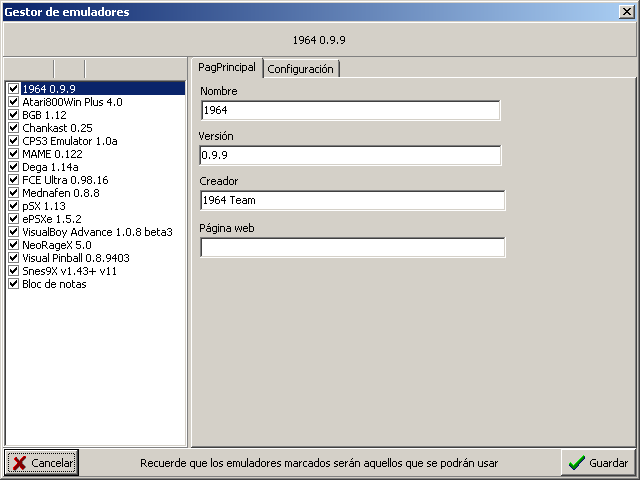 Gestor de emuladores
1964 0.9.9
PagPrincipal
Configuración
1964 0.9.9
Atari800Win Plus 4.0
BGB 1.12
Chankast 0.25
CPS3 Emulator 1.0a
MAME 0.122
Dega 1.14a
FCE Ultra 0.98.16
Mednafen 0.8.8
pSX 1.13
ePSXe 1.5.2
VisualBoy Advance 1.0.8 beta3
NeoRageX 5.0
Visual Pinball 0.8.9403
Snes9X v1.43+ v11
Bloc de notas
Nombre
1964
Versión
0.9.9
Creador
1964 Team
Página web
Cancelar
Recuerde que los emuladores marcados serán aquellos que se podrán usar
Guardar